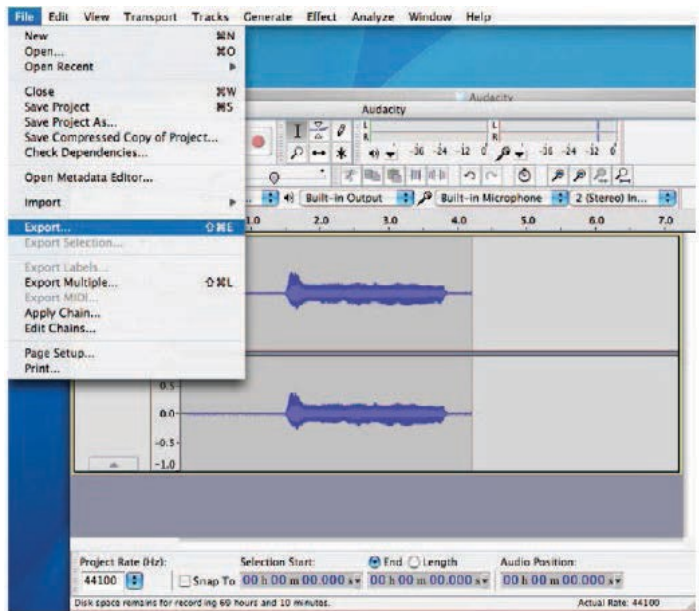 File Edit View Transport Tracks Generate Effect Analyze Window Help
New ⌘N
Open... ⌘O
Open Recent
Close ⌘W
Save Project ⌘S
Save Project As...
Save Compressed Copy of Project...
Check Dependencies...
Open Metadata Editor...
Import
Export... ⇧⌘E
Export Selection...
Export Labels...
Export Multiple... ⇧⌘L
Export MIDI...
Apply Chain...
Edit Chains...
Page Setup...
Print...
Audacity
Audacity
L
R
-36 -24 -12 0
L
R
-36 -24 -12 0
Built-in Output
Built-in Microphone
2 (Stereo) In...
1.0 2.0 3.0 4.0 5.0 6.0 7.0
0.5
0.0
-0.5
-1.0
Project Rate (Hz): Selection Start: End Length Audio Position:
44100 Snap To 00 h 00 m 00.000 s 00 h 00 m 00.000 s 00 h 00 m 00.000 s
Disk space remains for recording 69 hours and 10 minutes. Actual Rate: 44100